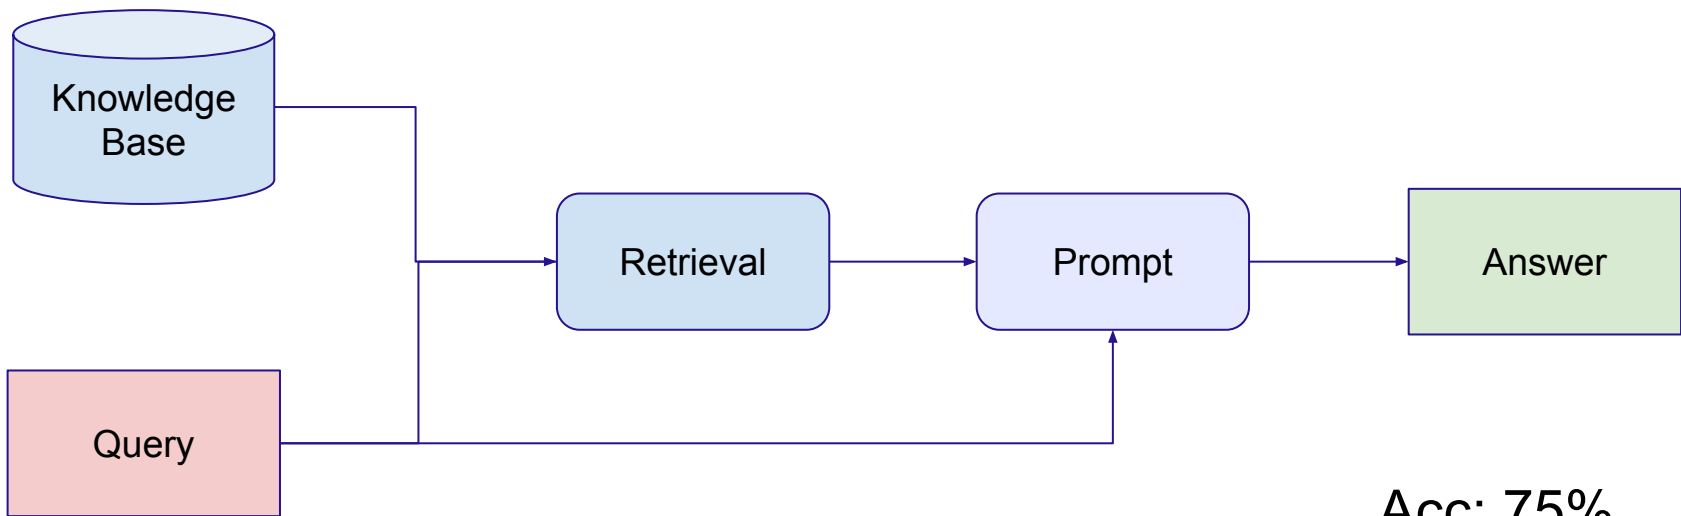 Knowledge
Base
Retrieval
Prompt
Answer
Query
Acc: 75%